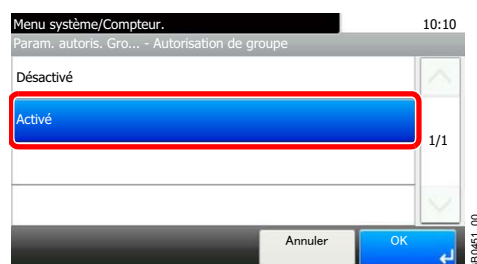 Menu système/Compteur. 10:10
Param. autoris. Gro... - Autorisation de groupe
Désactivé
Activé
1/1
Annuler OK